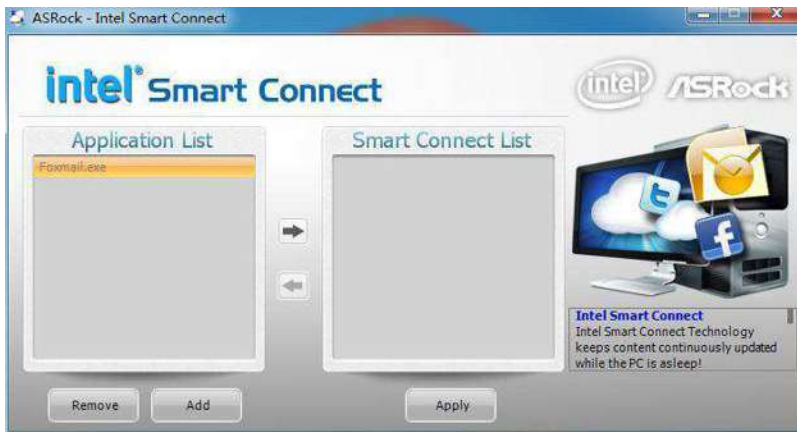 ASRock - Intel Smart Connect
intel® Smart Connect
intel ASRock
Application List
Foxmail.exe
Smart Connect List
Intel Smart Connect
Intel Smart Connect Technology
keeps content continuously updated
while the PC is asleep!
Remove
Add
Apply